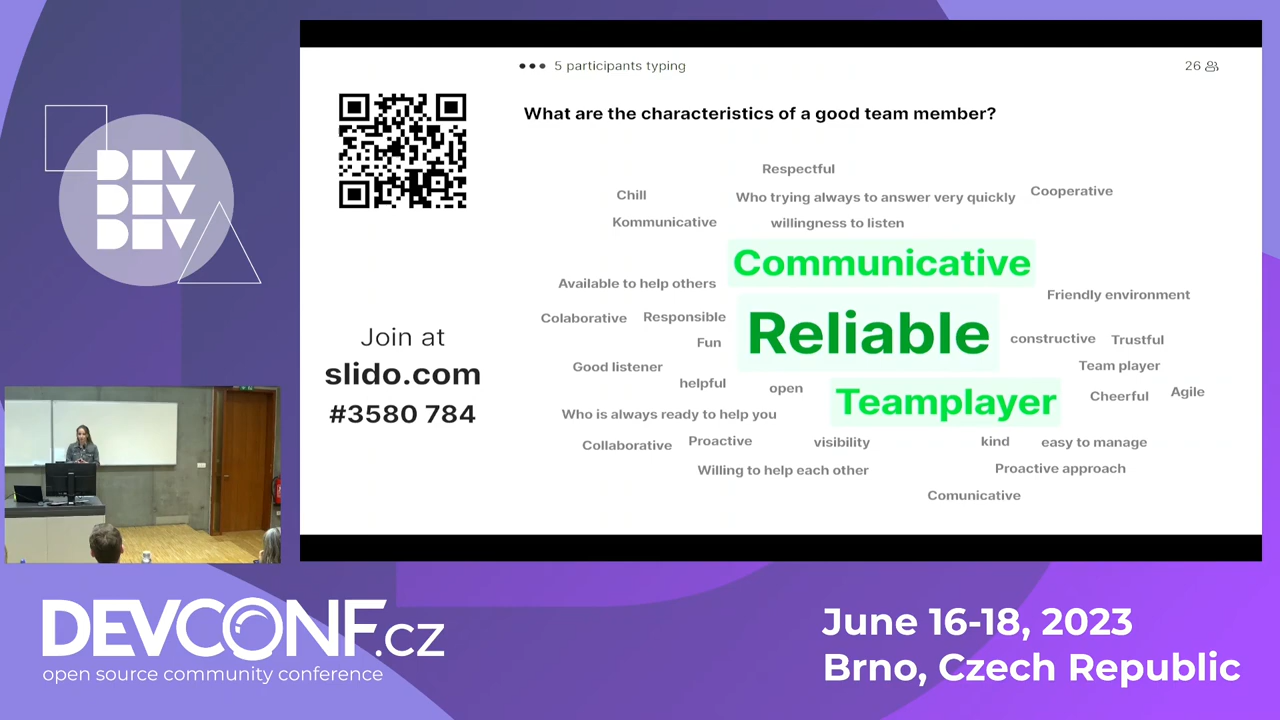 5 participants typing
26
What are the characteristics of a good team member?
Respectful
Chill
Who trying always to answer very quickly
Cooperative
Kommunicative
willingness to listen
Communicative
Available to help others
Friendly environment
Colaborative
Responsible
Reliable
Fun
constructive
Trustful
Good listener
Team player
helpful
open
Teamplayer
Cheerful
Agile
Who is always ready to help you
Collaborative
Proactive
visibility
kind
easy to manage
Willing to help each other
Proactive approach
Comunicative
Join at
slido.com
#3580 784
DEV
DEV
DEV
DEVCONF.cz
open source community conference
June 16-18, 2023
Brno, Czech Republic